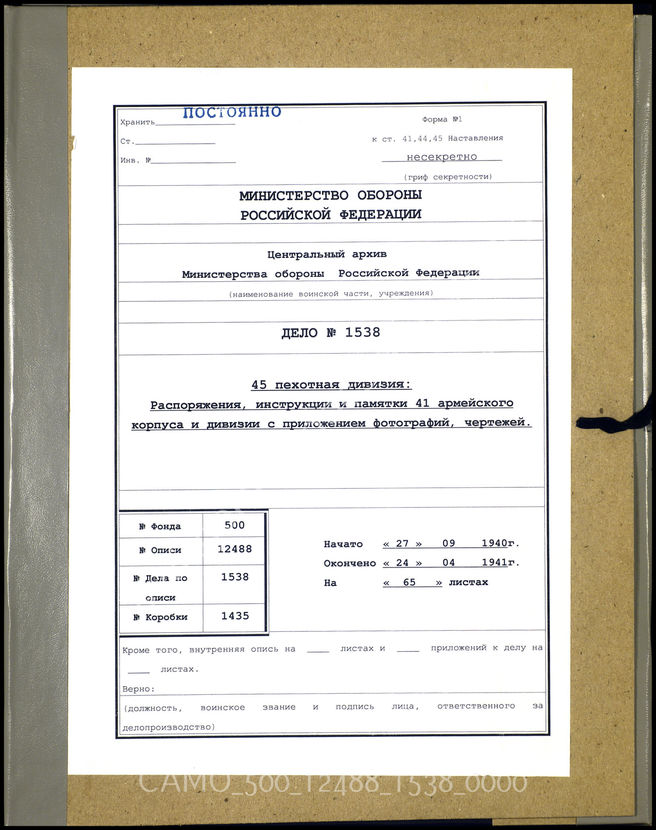 ПОСТОЯННО
Хранить
Форма №1
Ст.
к ст. 41,44,45 Наставления
Инв. №
несекретно
(гриф секретности)
МИНИСТЕРСТВО ОБОРОНЫ
РОССИЙСКОЙ ФЕДЕРАЦИИ
Центральный архив
Министерства обороны Российской Федерации
(наименование воинской части, учреждения)
ДЕЛО № 1538
45 пехотная дивизия:
Распоряжения, инструкции и памятки 41 армейского
корпуса и дивизии с приложением фотографий, чертежей.
№ Фонда 500
№ Описи 12488
№ Дела по описи 1538
№ Коробки 1435
Начато « 27 » 09 1940г.
Окончено « 24 » 04 1941г.
На « 65 » листах
Кроме того, внутренняя опись на ____ листах и ____ приложений к делу на
____ листах.
Верно:
(должность, воинское звание и подпись лица, ответственного за
делопроизводство)
CAMO_500_12488_1538_0000